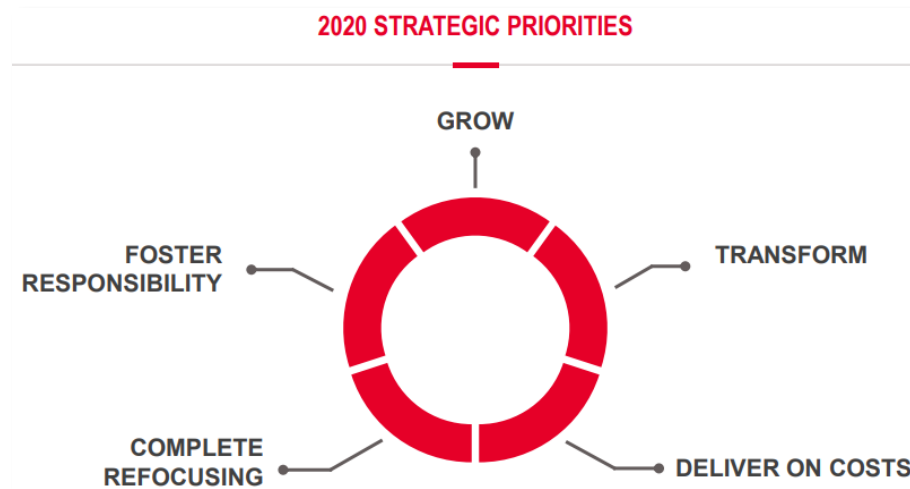 2020 STRATEGIC PRIORITIES
GROW
FOSTER
RESPONSIBILITY
TRANSFORM
COMPLETE
REFOCUSING
DELIVER ON COSTS